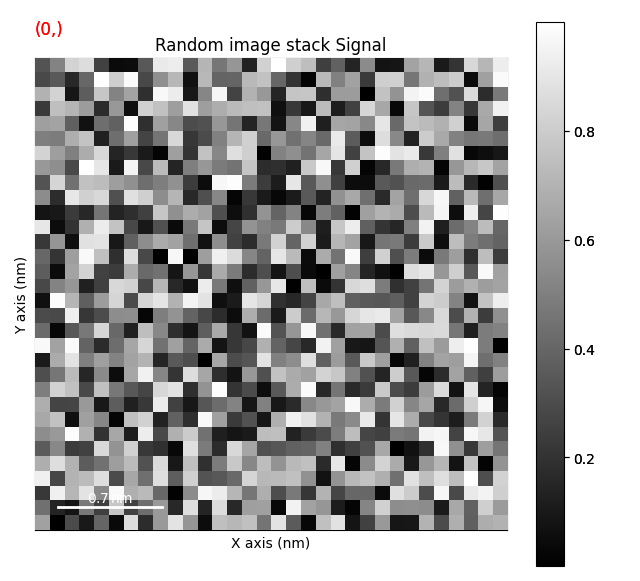 (0,)
Random image stack Signal
0.8
0.6
0.4
0.2
Y axis (nm)
0.7 nm
X axis (nm)